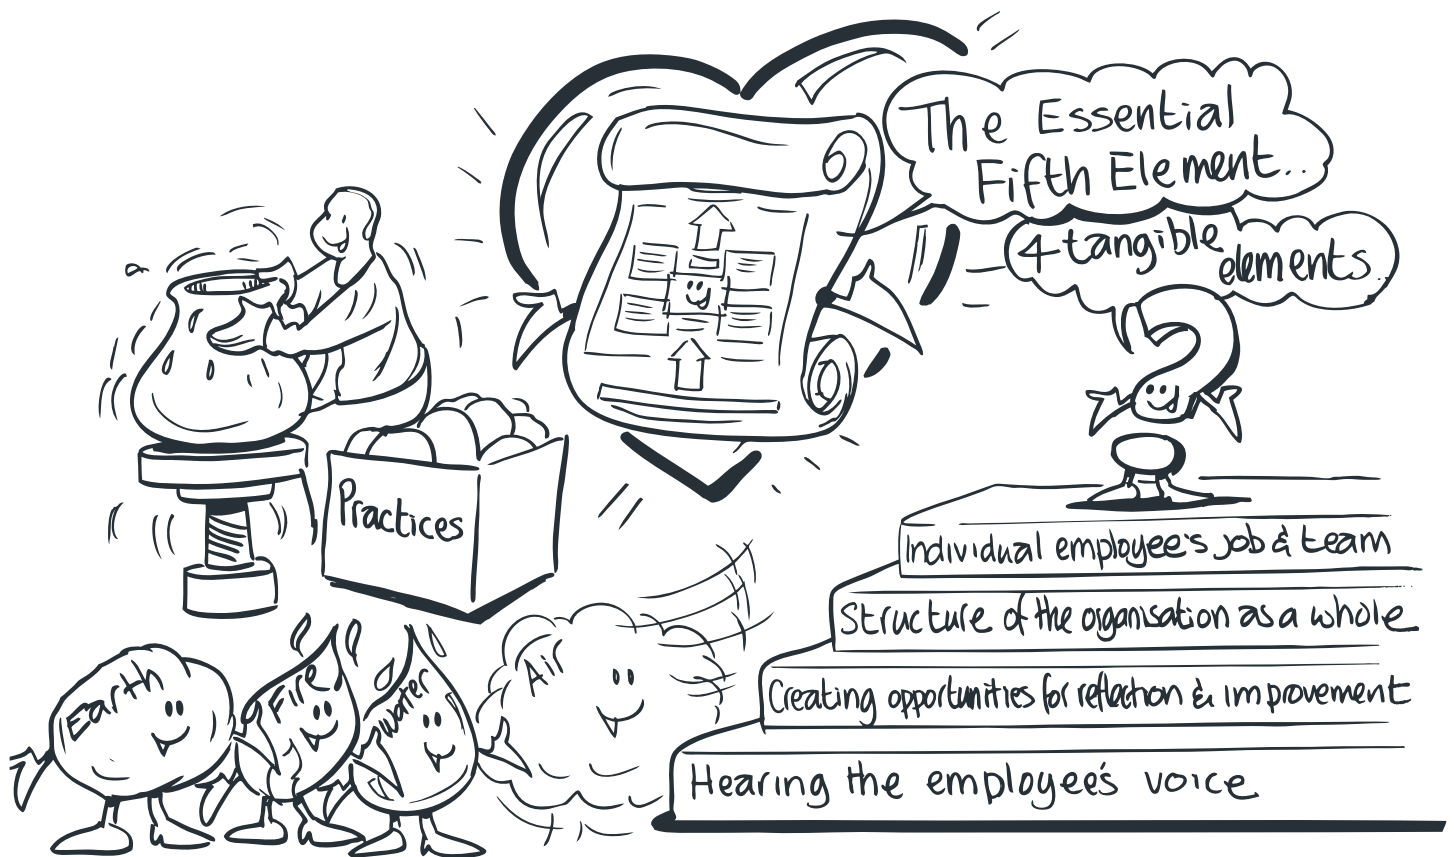 The Essential
Fifth Element..
4 tangible
elements..
Practices
Individual employee's job & team
Structure of the organisation as a whole
Creating opportunities for reflection & improvement
Hearing the employee's voice
Earth
Fire
Water
Air